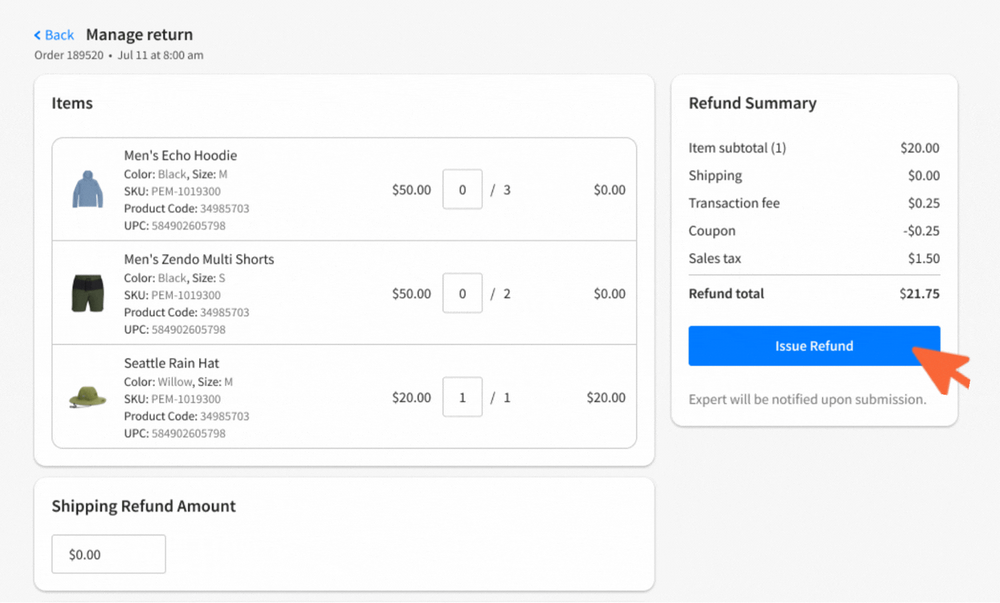 Back Manage return
Order 189520 • Jul 11 at 8:00 am
Items
Men's Echo Hoodie
Color: Black, Size: M
SKU: PEM-1019300
Product Code: 34985703
UPC: 584902605798
$50.00 0 / 3 $0.00
Men's Zendo Multi Shorts
Color: Black, Size: S
SKU: PEM-1019300
Product Code: 34985703
UPC: 584902605798
$50.00 0 / 2 $0.00
Seattle Rain Hat
Color: Willow, Size: M
SKU: PEM-1019300
Product Code: 34985703
UPC: 584902605798
$20.00 1 / 1 $20.00
Shipping Refund Amount
$0.00
Refund Summary
Item subtotal (1) $20.00
Shipping $0.00
Transaction fee $0.25
Coupon -$0.25
Sales tax $1.50
Refund total $21.75
Issue Refund
Expert will be notified upon submission.